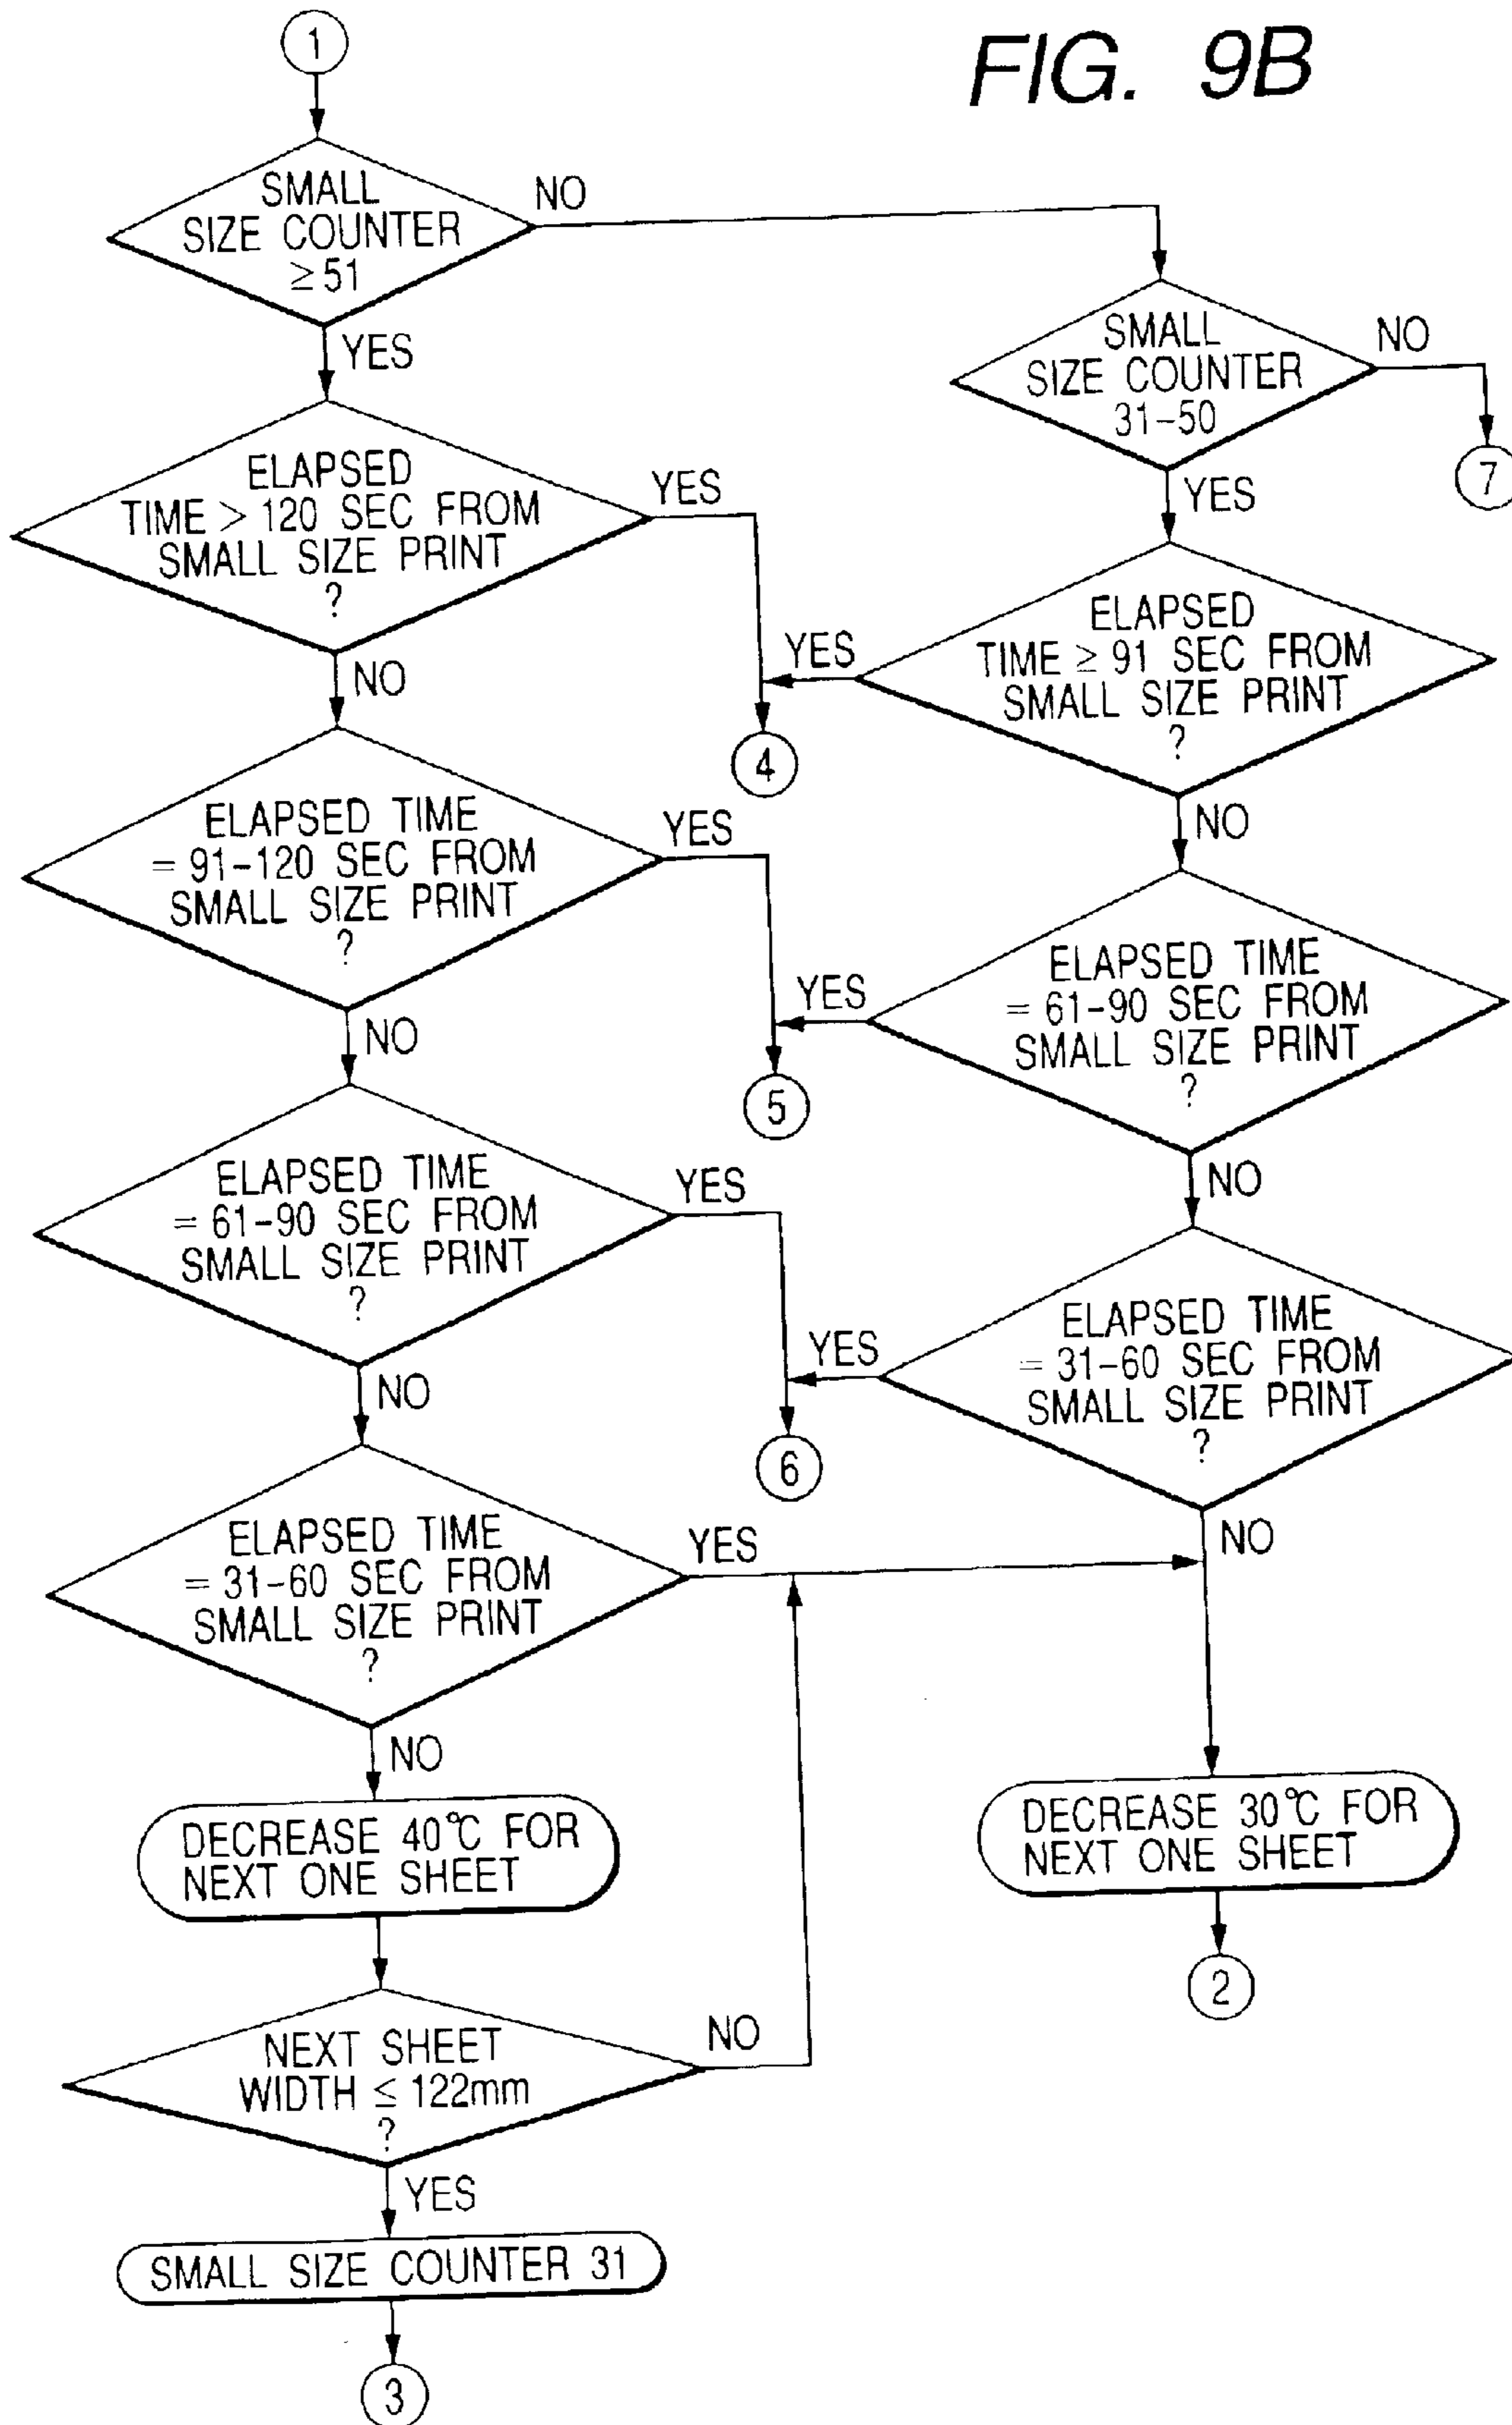 FIG. 9B
1
SMALL
SIZE COUNTER
≥51
NO
YES
SMALL
SIZE COUNTER
31-50
NO
7
YES
ELAPSED
TIME > 120 SEC FROM
SMALL SIZE PRINT
?
YES
NO
ELAPSED
TIME ≥ 91 SEC FROM
SMALL SIZE PRINT
?
YES
4
NO
ELAPSED TIME
= 91-120 SEC FROM
SMALL SIZE PRINT
?
YES
NO
ELAPSED TIME
= 61-90 SEC FROM
SMALL SIZE PRINT
?
YES
5
NO
ELAPSED TIME
= 61-90 SEC FROM
SMALL SIZE PRINT
?
YES
NO
ELAPSED TIME
= 31-60 SEC FROM
SMALL SIZE PRINT
?
YES
6
NO
ELAPSED TIME
= 31-60 SEC FROM
SMALL SIZE PRINT
?
YES
NO
DECREASE 40℃ FOR
NEXT ONE SHEET
DECREASE 30℃ FOR
NEXT ONE SHEET
2
NEXT SHEET
WIDTH ≤ 122mm
?
NO
YES
SMALL SIZE COUNTER 31
3